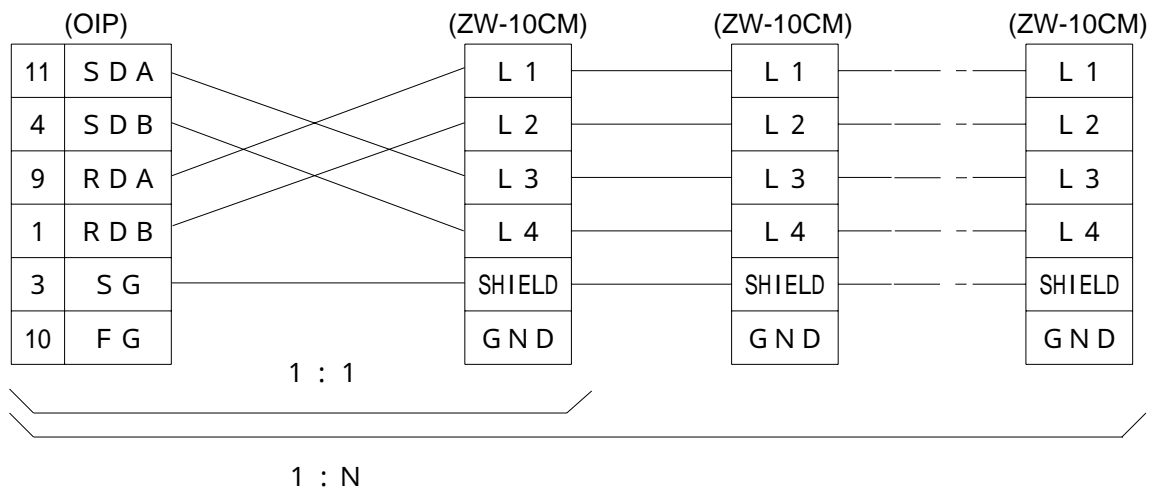 (OIP) (ZW-10CM) (ZW-10CM) (ZW-10CM)
11 SDA L1 L1 L1
4 SDB L2 L2 L2
9 RDA L3 L3 L3
1 RDB L4 L4 L4
3 SG SHIELD SHIELD SHIELD
10 FG GND GND GND
1 : 1
1 : N